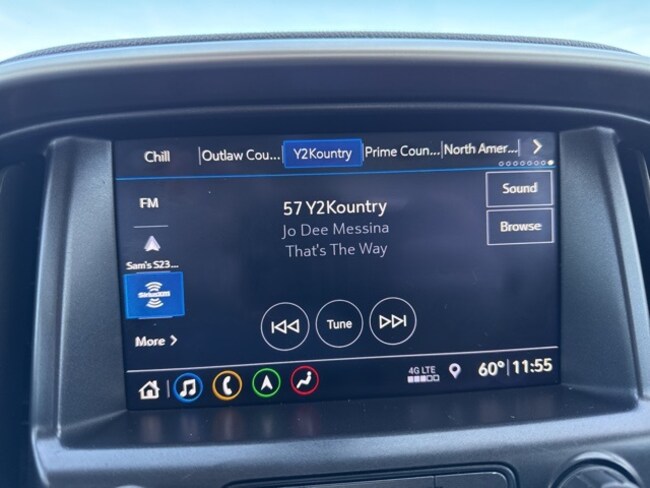 Chill
Outlaw Cou...
Y2Kountry
Prime Coun...
North Amer...
FM
57 Y2Kountry
Sound
Jo Dee Messina
Browse
That's The Way
Sam's S23...
SiriusXM
Tune
More
4G LTE
60° 11:55